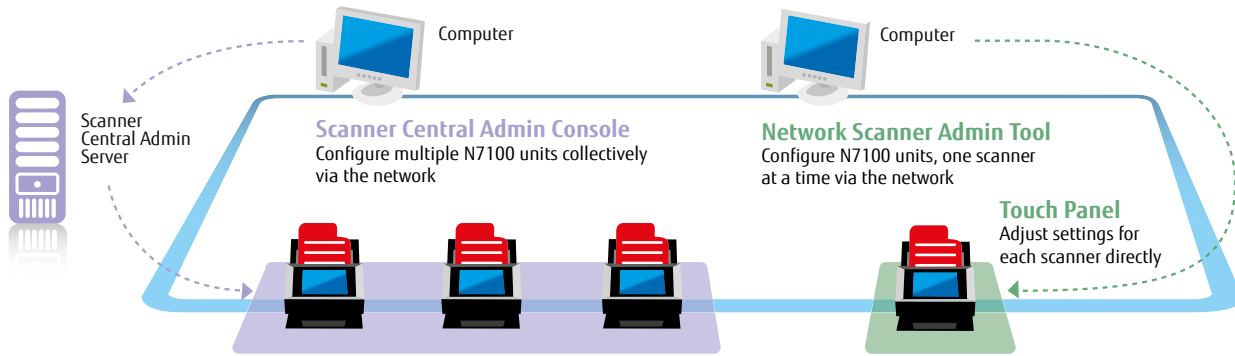 Computer
Computer
Scanner
Central Admin
Server
Scanner Central Admin Console
Configure multiple N7100 units collectively
via the network
Network Scanner Admin Tool
Configure N7100 units, one scanner
at a time via the network
Touch Panel
Adjust settings for
each scanner directly